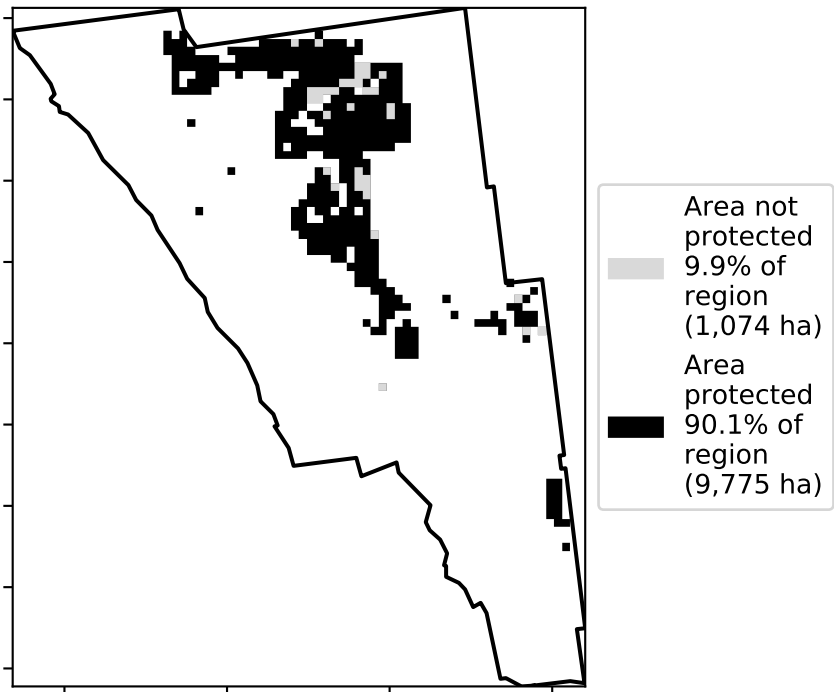 Area not
protected
9.9% of
region
(1,074 ha)
Area
protected
90.1% of
region
(9,775 ha)